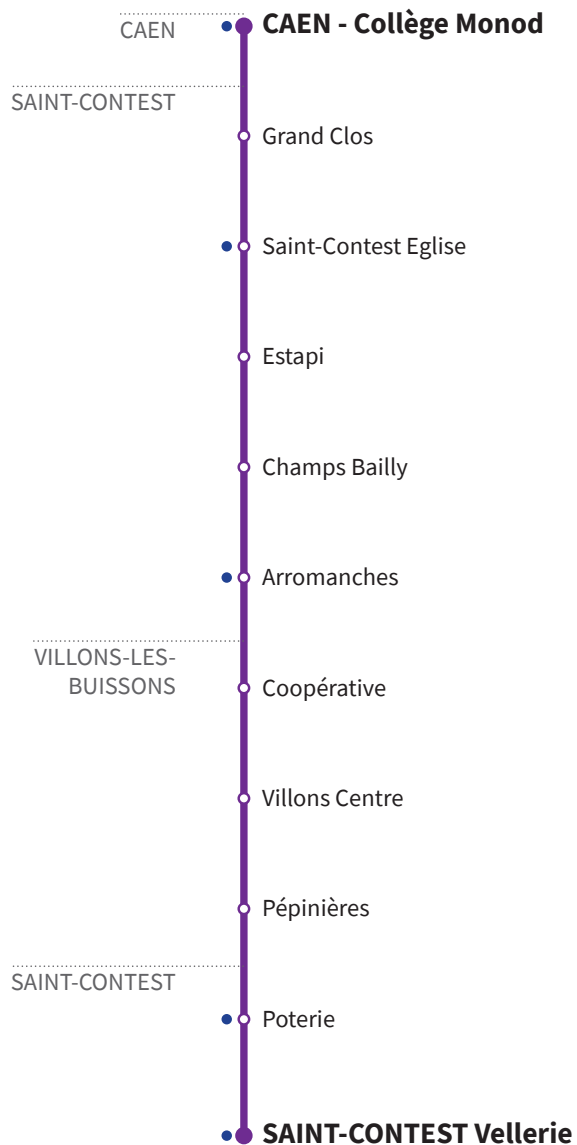 CAEN
CAEN - Collège Monod
SAINT-CONTEST
Grand Clos
Saint-Contest Eglise
Estapi
Champs Bailly
Arromanches
VILLONS-LES-
BUISSONS
Coopérative
Villons Centre
Pépinières
SAINT-CONTEST
Poterie
SAINT-CONTEST Vellerie